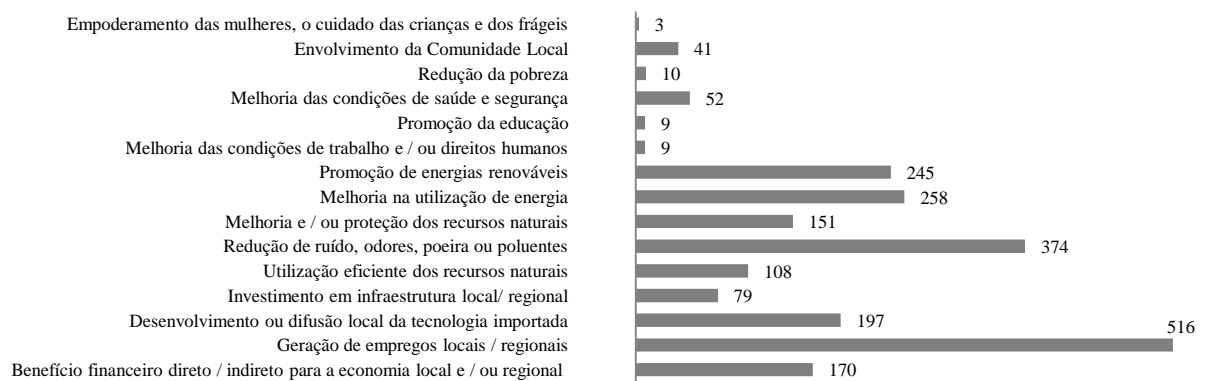 Empoderamento das mulheres, o cuidado das crianças e dos frágeis 3
Envolvimento da Comunidade Local 41
Redução da pobreza 10
Melhoria das condições de saúde e segurança 52
Promoção da educação 9
Melhoria das condições de trabalho e / ou direitos humanos 9
Promoção de energias renováveis 245
Melhoria na utilização de energia 258
Melhoria e / ou proteção dos recursos naturais 151
Redução de ruído, odores, poeira ou poluentes 374
Utilização eficiente dos recursos naturais 108
Investimento em infraestrutura local/ regional 79
Desenvolvimento ou difusão local da tecnologia importada 197
Geração de empregos locais / regionais 516
Benefício financeiro direto / indireto para a economia local e / ou regional 170